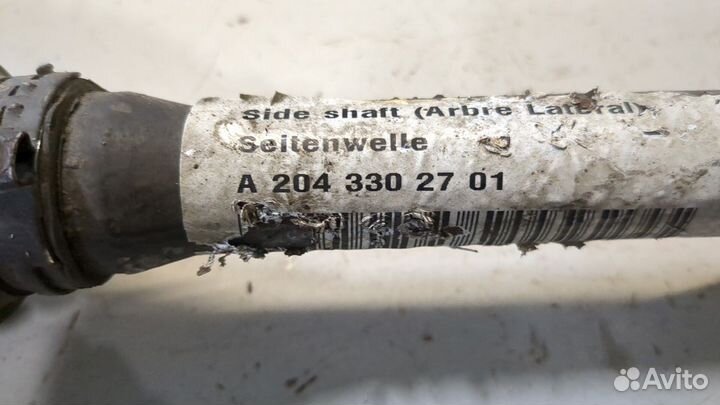 Side shaft (Arbre Lateral)
Seitenwelle
A 204 330 27 01
Avito